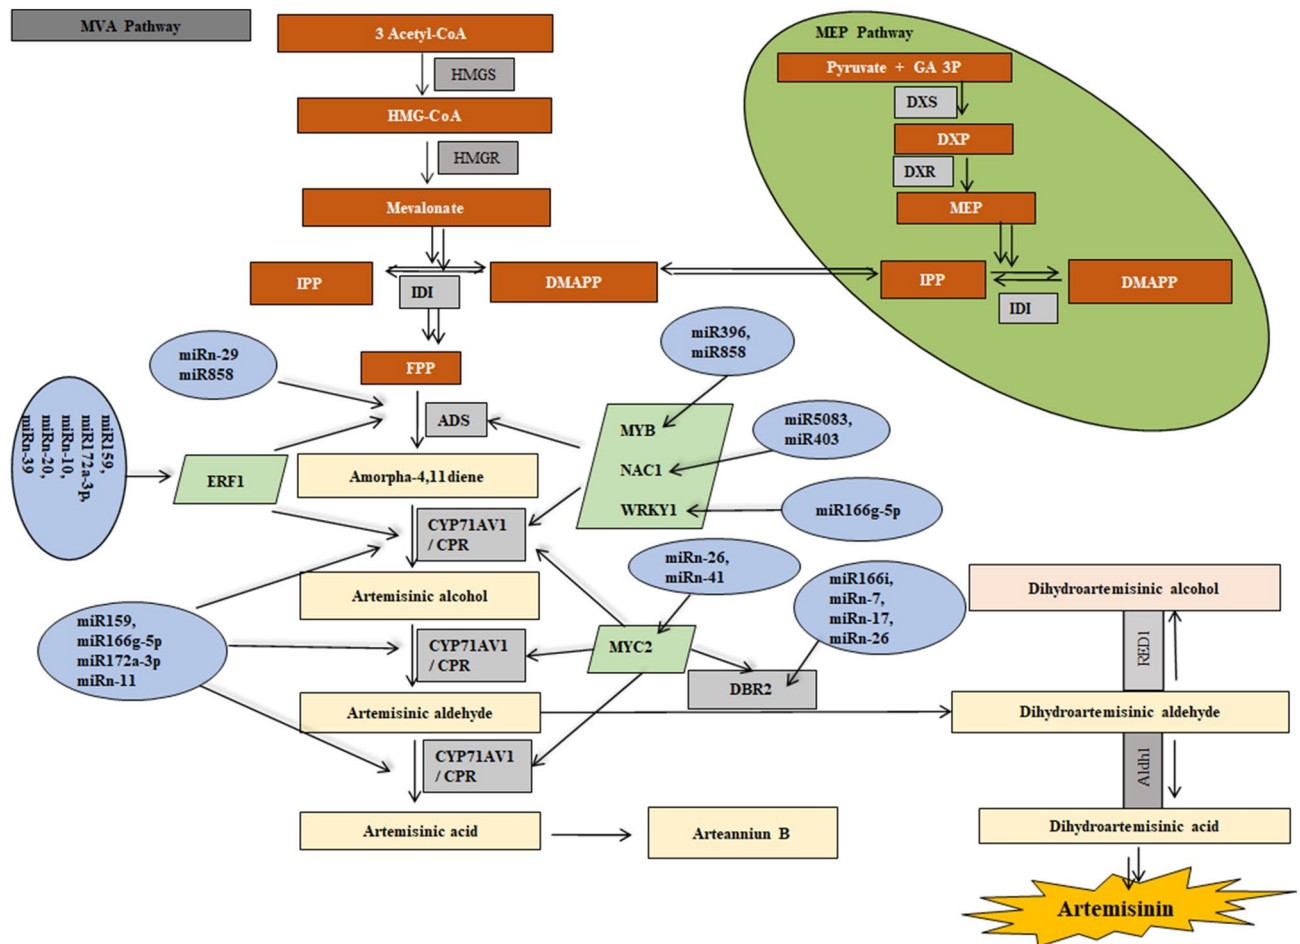 MVA Pathway
3 Acetyl-CoA
HMGS
HMG-CoA
HMGR
Mevalonate
IPP
IDI
DMAPP
FPP
MEP Pathway
Pyruvate + GA 3P
DXS
DXP
DXR
MEP
IPP
DMAPP
IDI
miRn-29
miR858
miR396,
miR858
ADS
MYB
NAC1
WRKY1
miR5083,
miR403
miR166g-5p
miR159,
miR172a-3p,
miRn-10,
miRn-20,
miRn-39
ERF1
Amorpha-4,11diene
CYP71AV1
/ CPR
Artemisinic alcohol
miRn-26,
miRn-41
miR166i,
miRn-7,
miRn-17,
miRn-26
Dihydroartemisinic alcohol
miR159,
miR166g-5p
miR172a-3p
miRn-11
CYP71AV1
/ CPR
MYC2
DBR2
RED1
Artemisinic aldehyde
Dihydroartemisinic aldehyde
CYP71AV1
/ CPR
Aldh1
Artemisinic acid
Arteanniun B
Dihydroartemisinic acid
Artemisinin